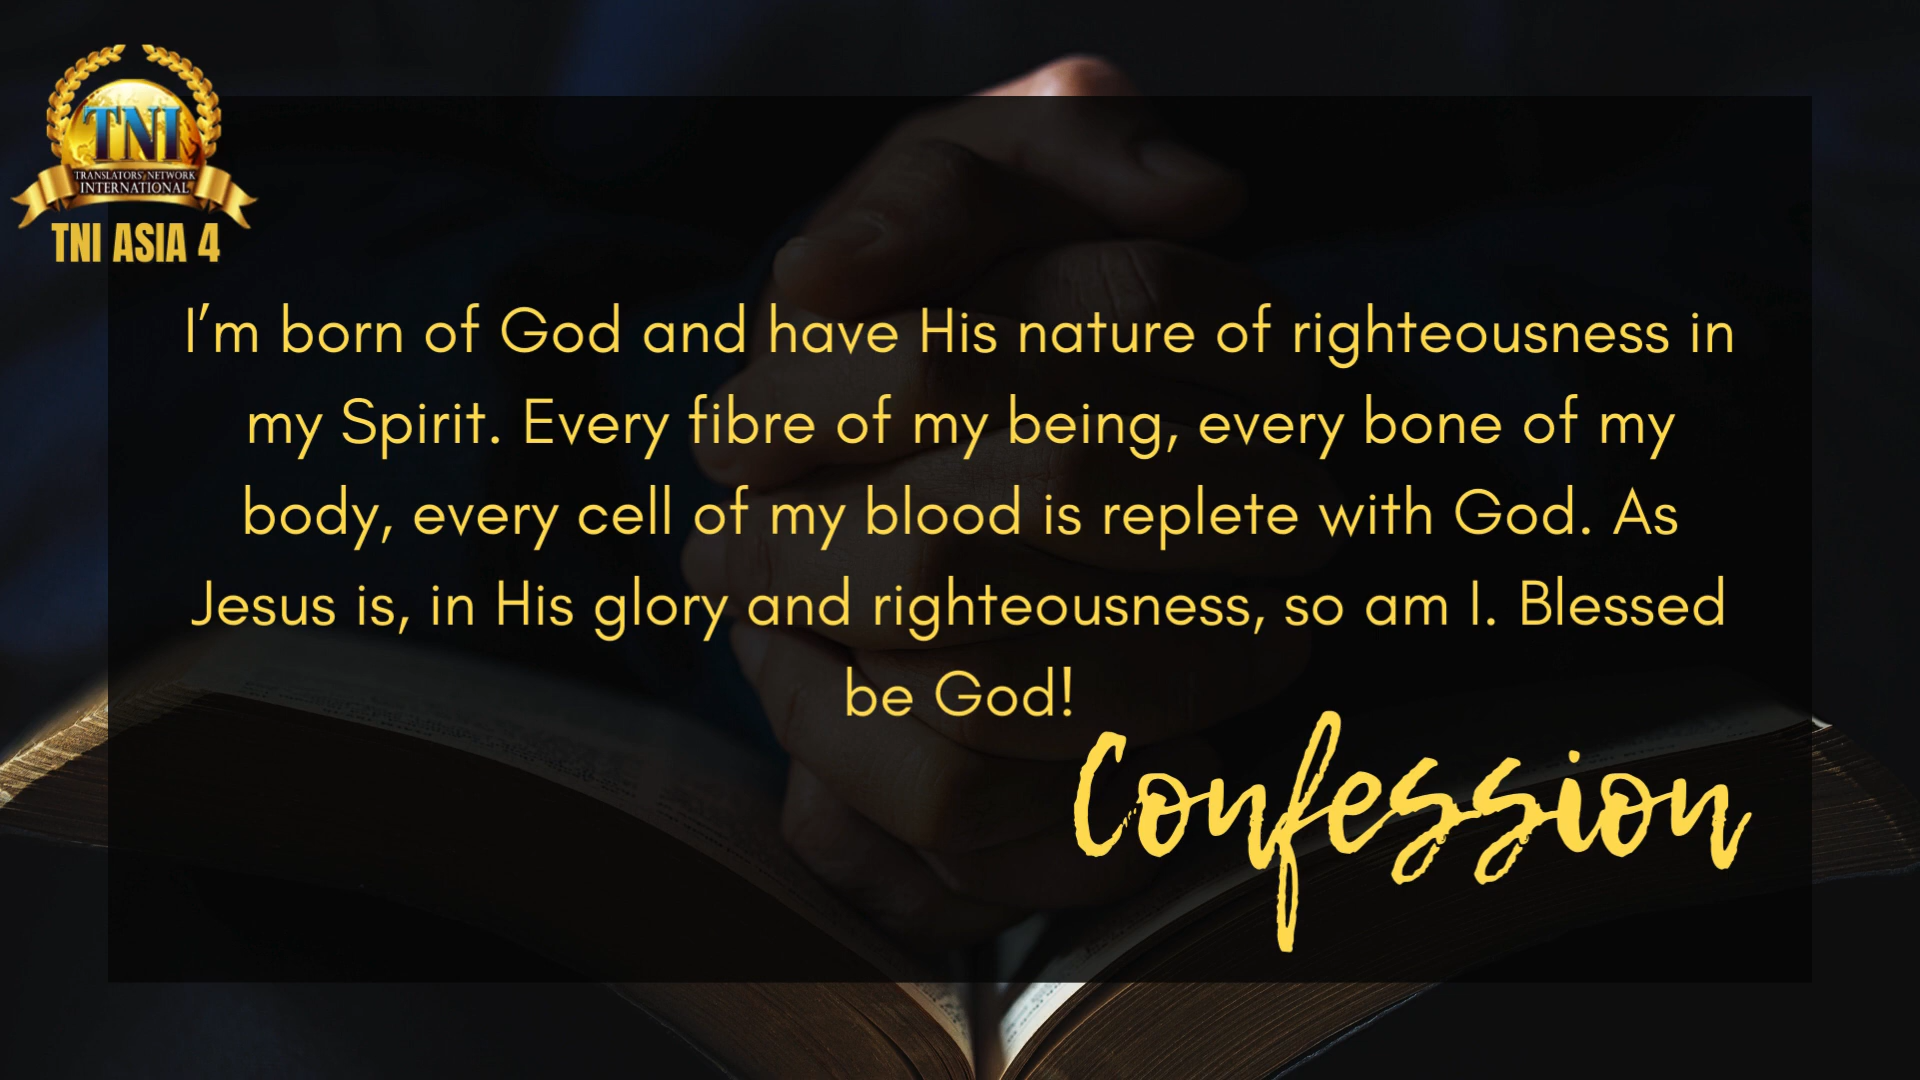 TNI
TRANSLATORS' NETWORK
INTERNATIONAL
TNI ASIA 4
I'm born of God and have His nature of righteousness in
my Spirit. Every fibre of my being, every bone of my
body, every cell of my blood is replete with God. As
Jesus is, in His glory and righteousness, so am I. Blessed
be God!
Confession